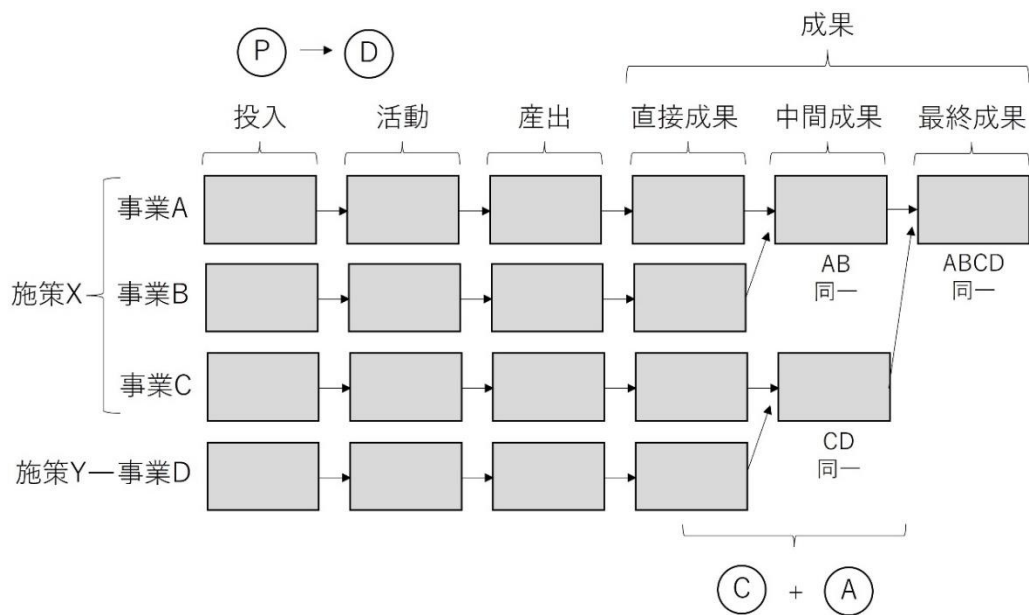 成果
P → D
投入 活動 産出 直接成果 中間成果 最終成果
事業A
AB
同一
ABCD
同一
施策X 事業B
事業C
CD
同一
施策Y 事業D
C + A